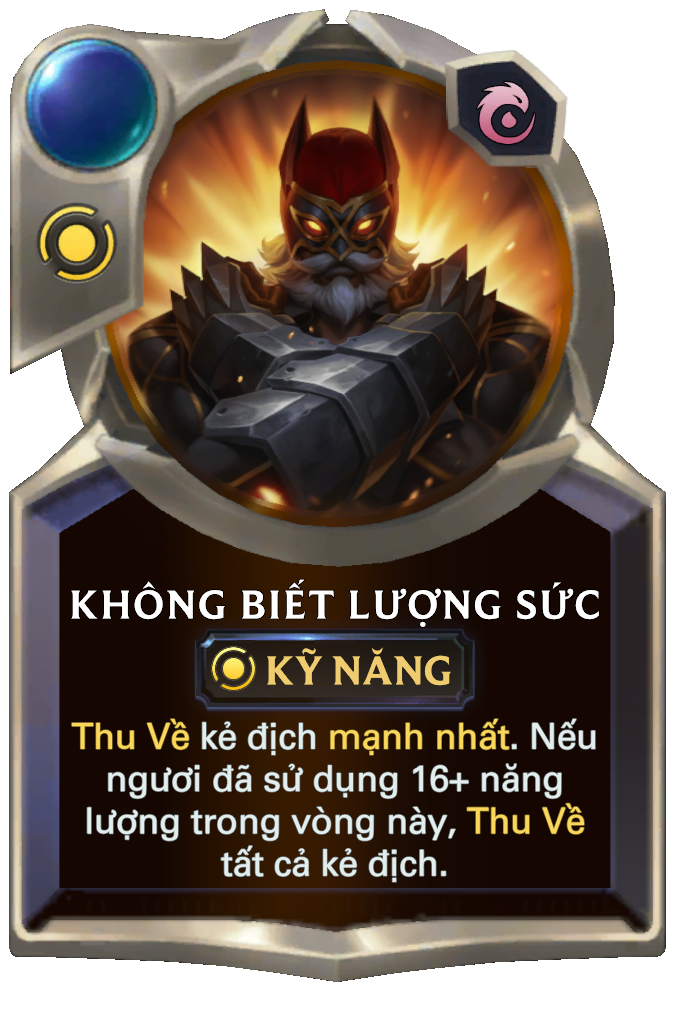 KHÔNG BIẾT LƯỢNG SỨC
KỸ NĂNG
Thu Về kẻ địch mạnh nhất. Nếu
ngươi đã sử dụng 16+ năng
lượng trong vòng này, Thu Về
tất cả kẻ địch.